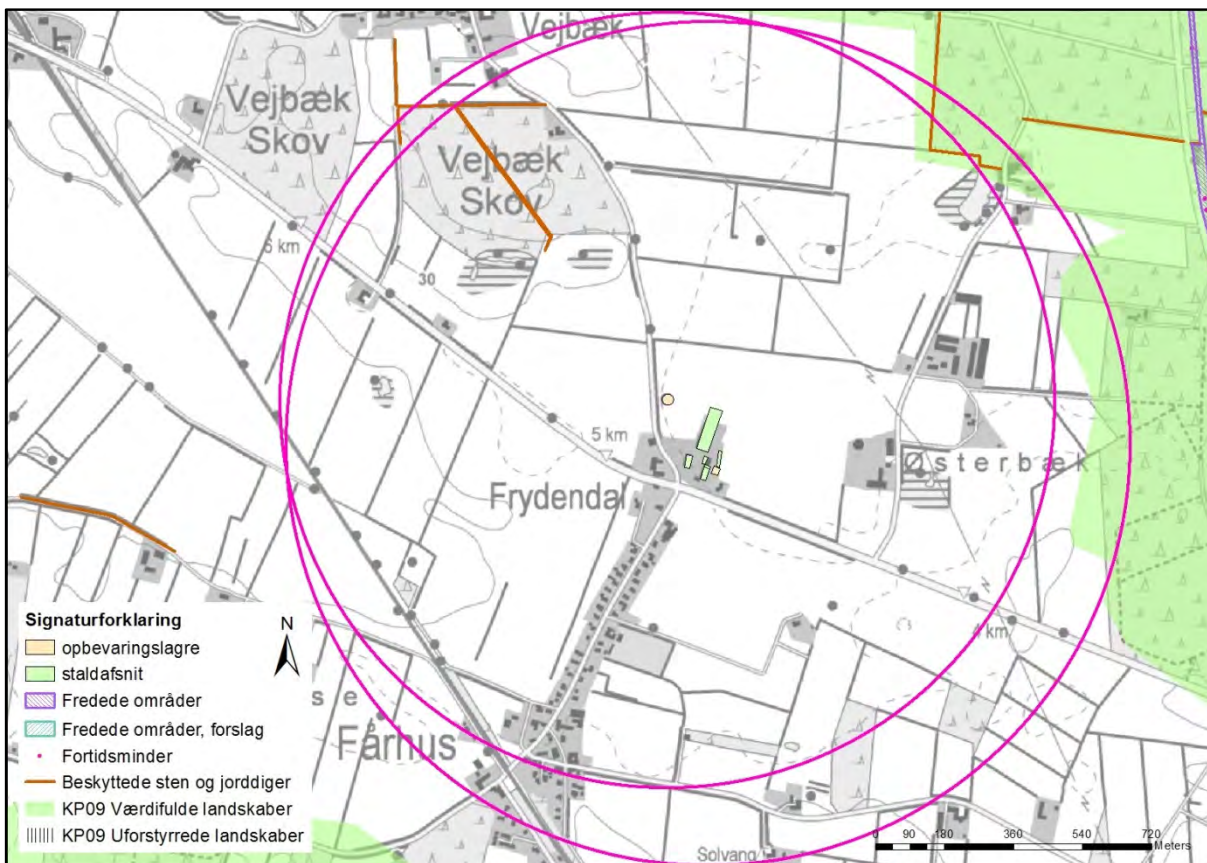 Vejbæk
Vejbæk
Skov
Vejbæk
Skov
6 km
30
5 km
Østerbæk
Frydendal
4 km
s e
Fårhus
Solvang
Signaturforklaring
opbevaringslagre
staldafsnit
Fredede områder
Fredede områder, forslag
Fortidsminder
Beskyttede sten og jorddiger
KP09 Værdifulde landskaber
KP09 Uforstyrrede landskaber
N
0 90 180 360 540 720
Meters